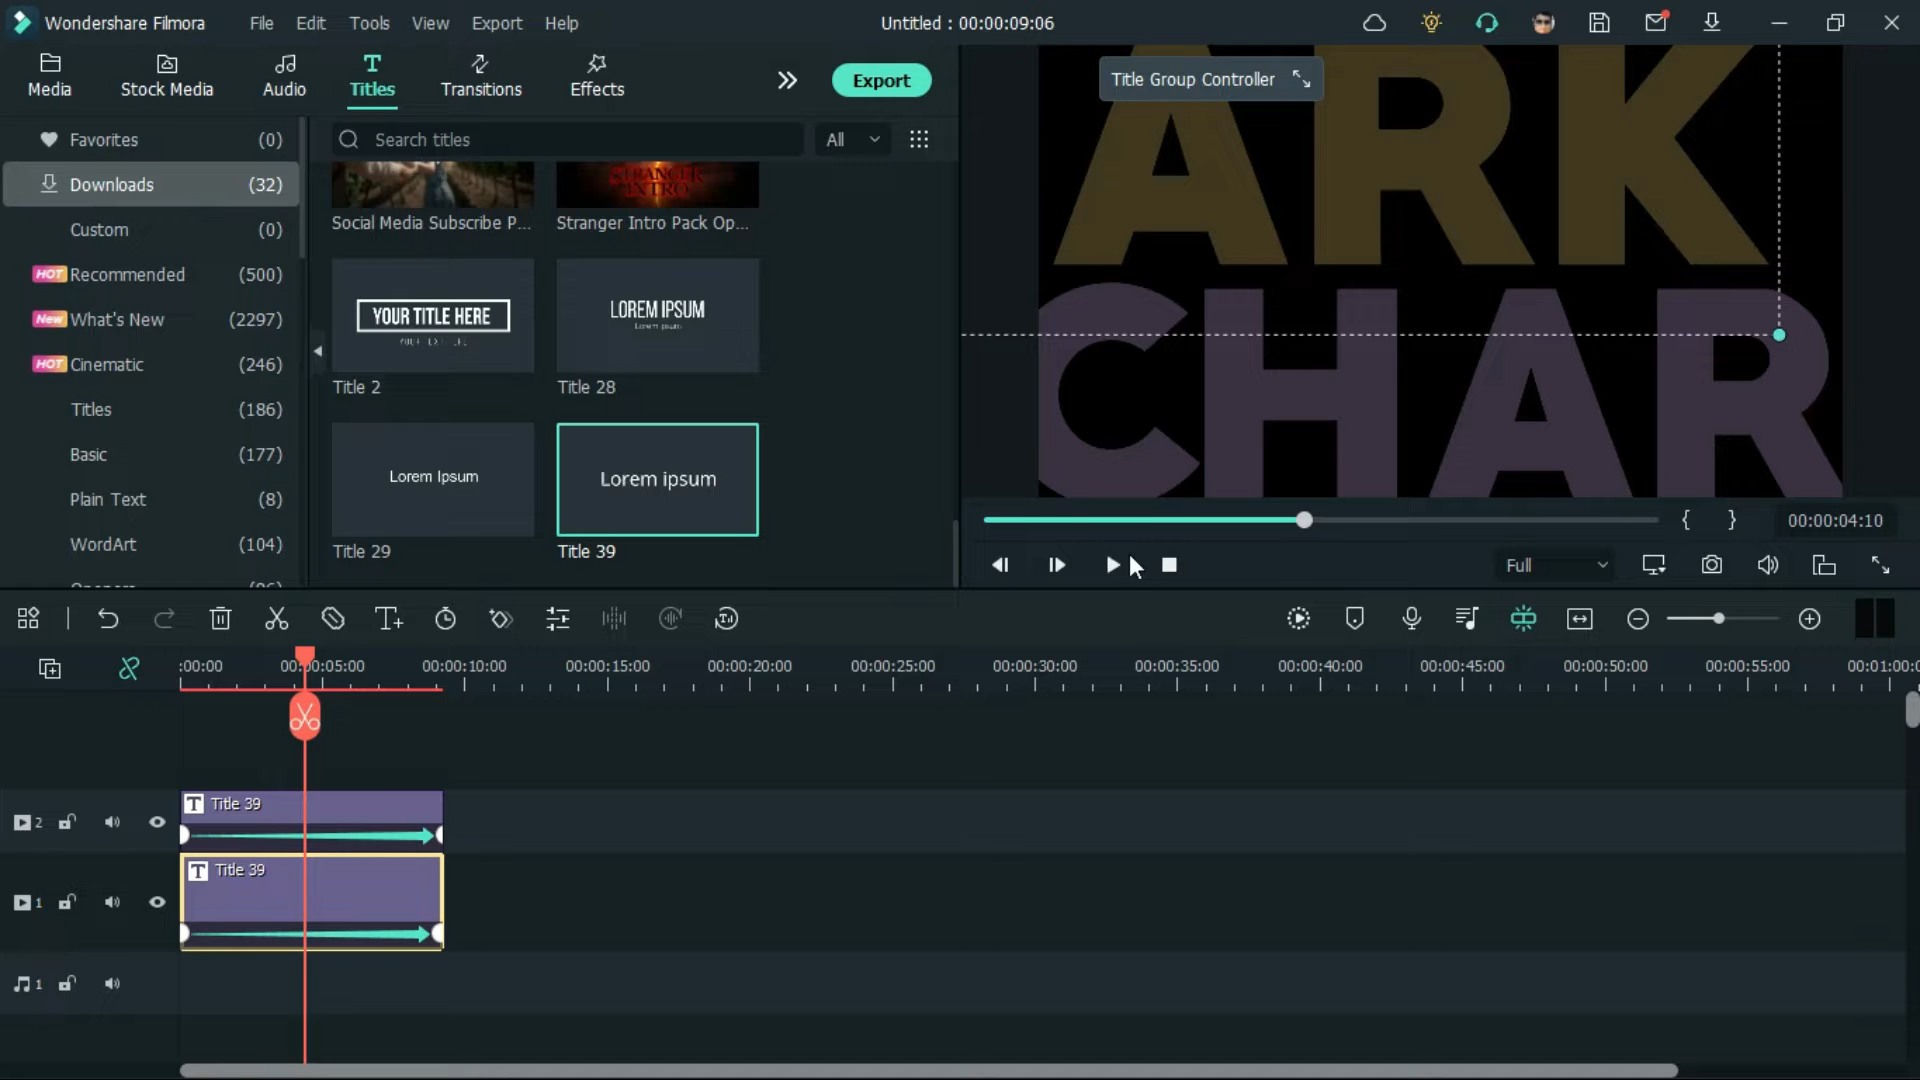 Wondershare Filmora File Edit Tools View Export Help Untitled : 00:00:09:06
Media Stock Media Audio Titles Transitions Effects Export
Favorites (0)
Downloads (32)
Custom (0)
HOT Recommended (500)
New What's New (2297)
HOT Cinematic (246)
Titles (186)
Basic (177)
Plain Text (8)
WordArt (104)
Search titles All
STRANGER
INTRO
Social Media Subscribe P... Stranger Intro Pack Op...
YOUR TITLE HERE
LOREM IPSUM
Lorem ipsum
Title 2 Title 28
Lorem Ipsum Lorem ipsum
Title 29 Title 39
Title Group Controller
ARK
CHAR
{ } 00:00:04:10
Full
:00:00 00:00:05:00 00:00:10:00 00:00:15:00 00:00:20:00 00:00:25:00 00:00:30:00 00:00:35:00 00:00:40:00 00:00:45:00 00:00:50:00 00:00:55:00 00:01:00:0
2 T Title 39
1 T Title 39
1